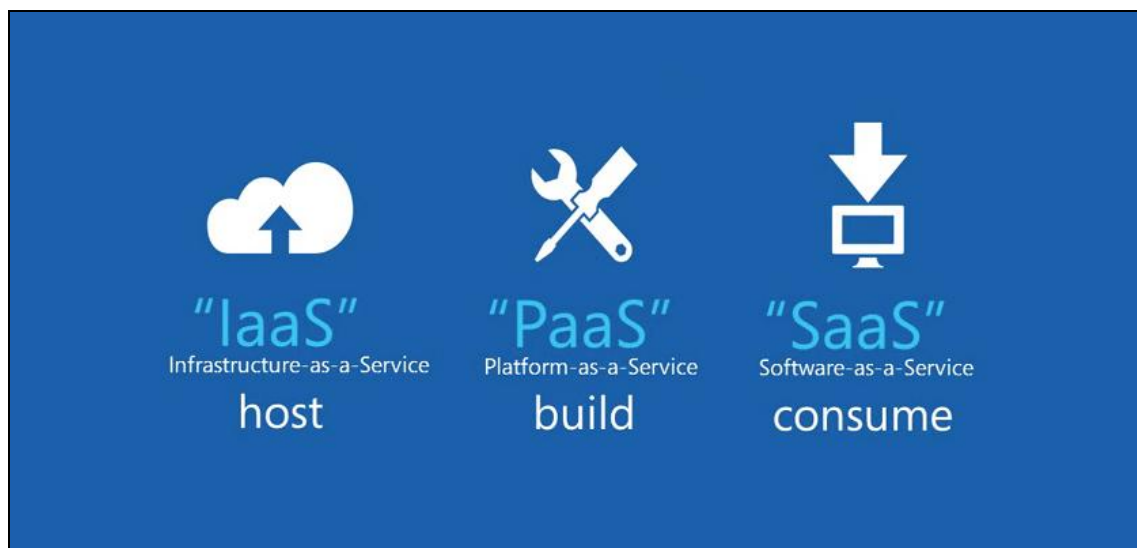 “IaaS”
Infrastructure-as-a-Service
host
“PaaS”
Platform-as-a-Service
build
“SaaS”
Software-as-a-Service
consume